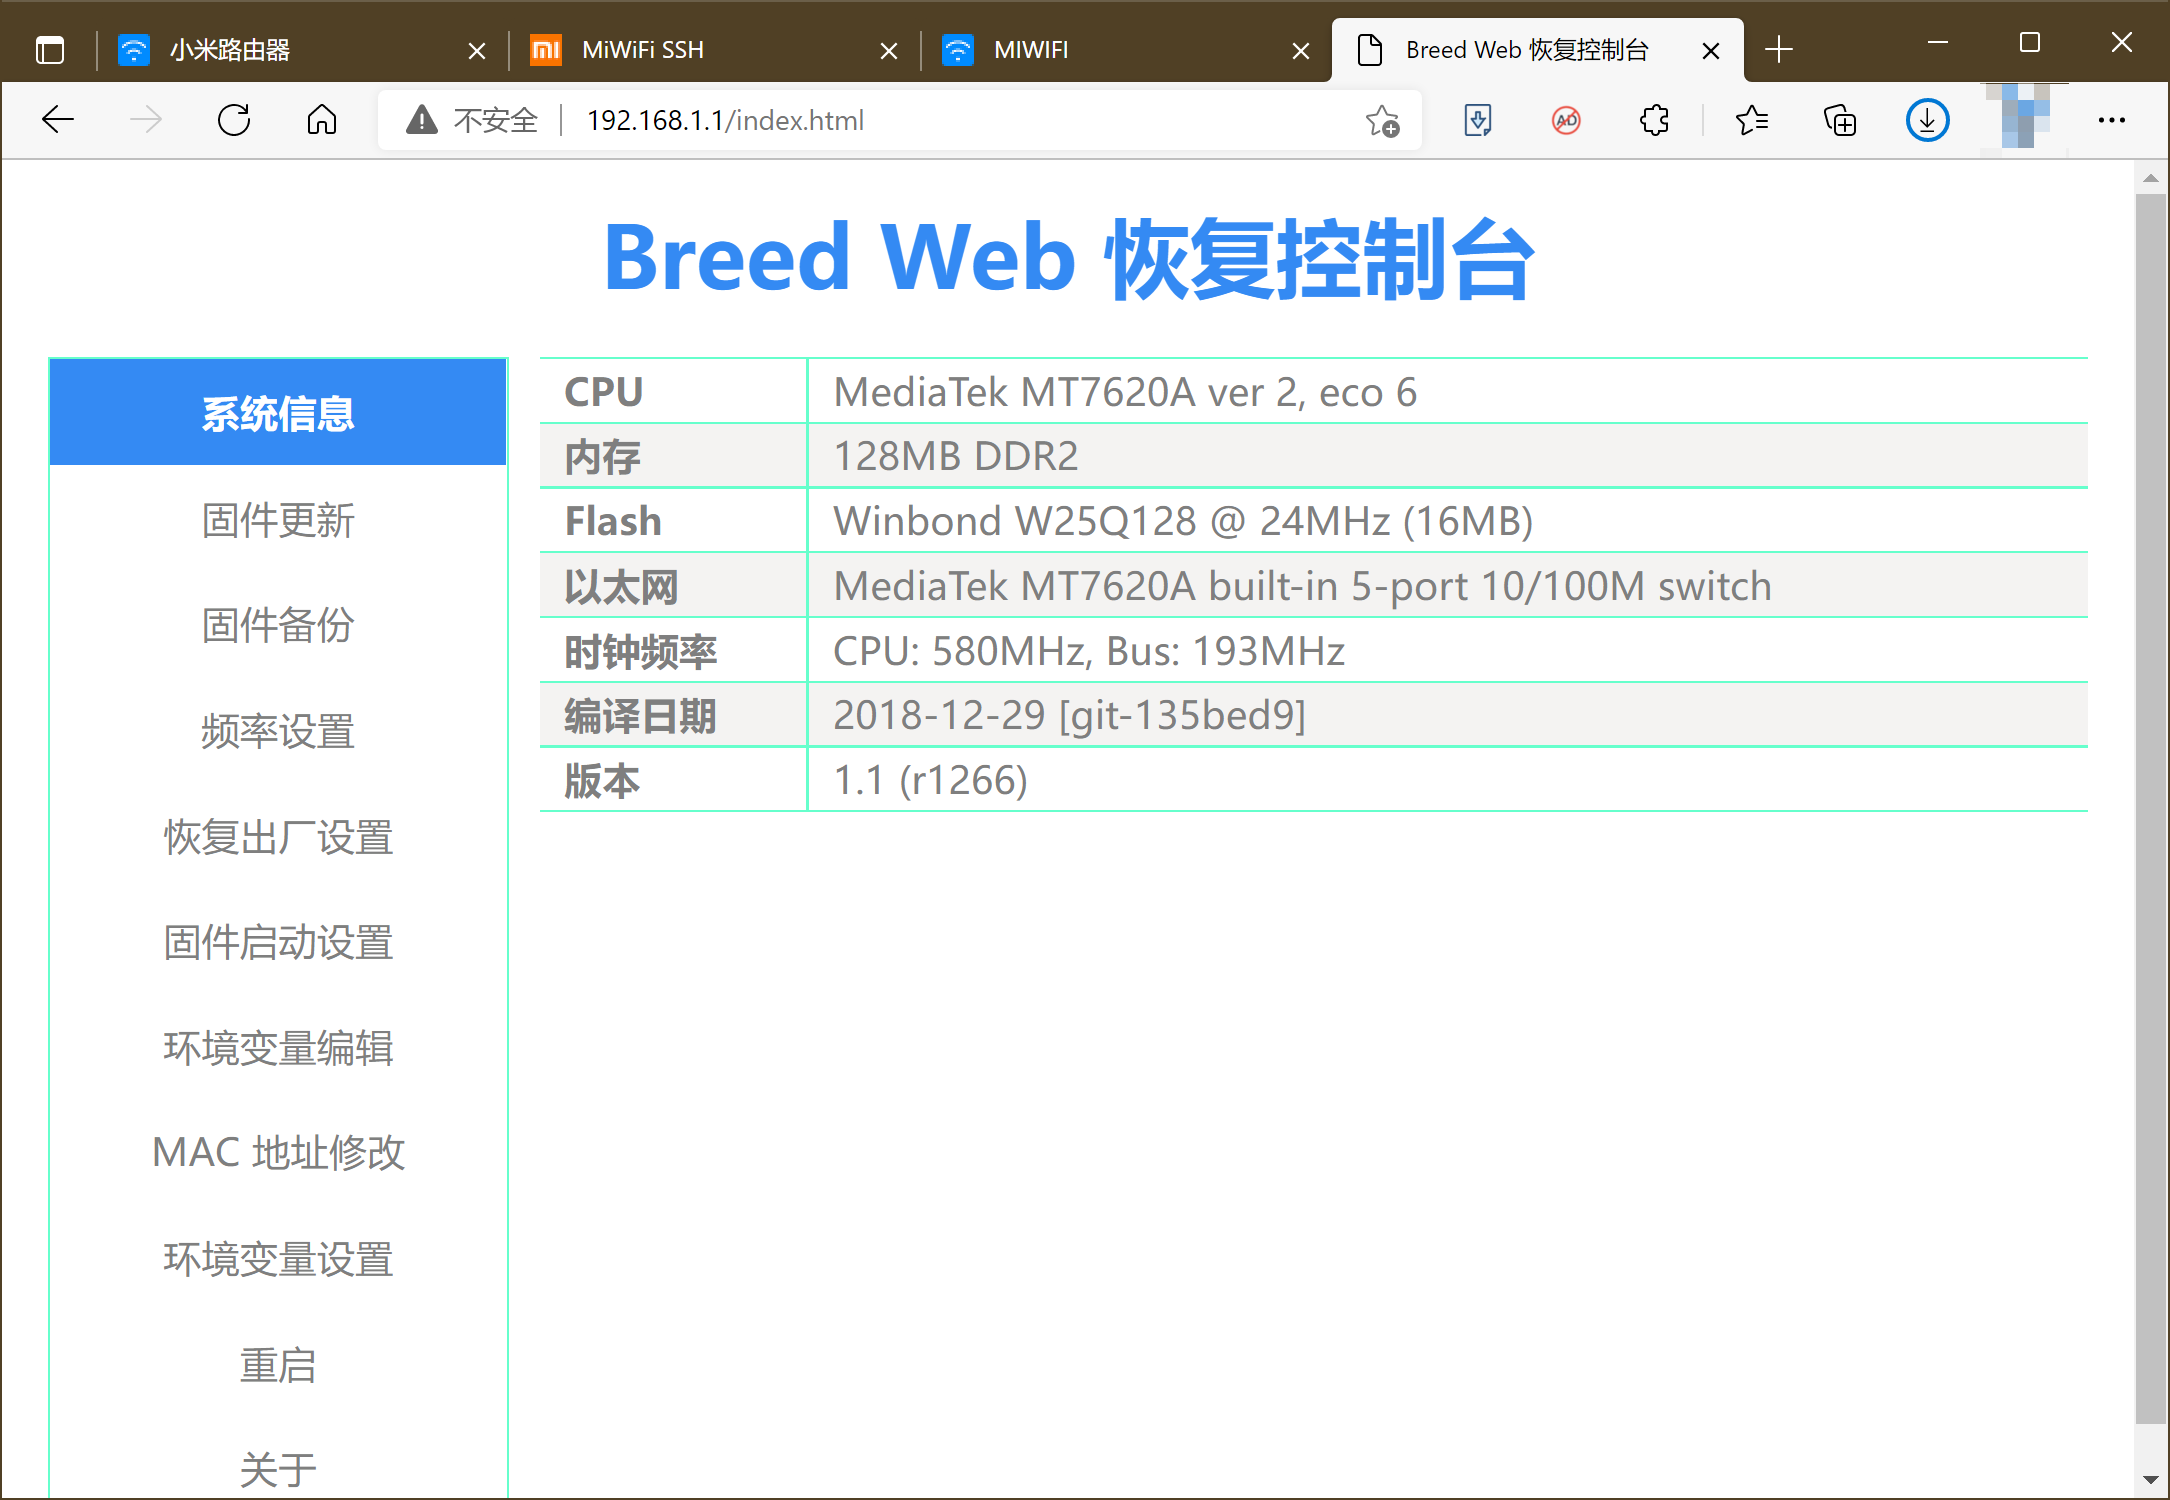 小米路由器
MiWiFi SSH
MIWIFI
Breed Web 恢复控制台
不安全
192.168.1.1/index.html
AD
Breed Web 恢复控制台
系统信息
固件更新
固件备份
频率设置
恢复出厂设置
固件启动设置
环境变量编辑
MAC 地址修改
环境变量设置
重启
关于
CPU MediaTek MT7620A ver 2, eco 6
内存 128MB DDR2
Flash Winbond W25Q128 @ 24MHz (16MB)
以太网 MediaTek MT7620A built-in 5-port 10/100M switch
时钟频率 CPU: 580MHz, Bus: 193MHz
编译日期 2018-12-29 [git-135bed9]
版本 1.1 (r1266)